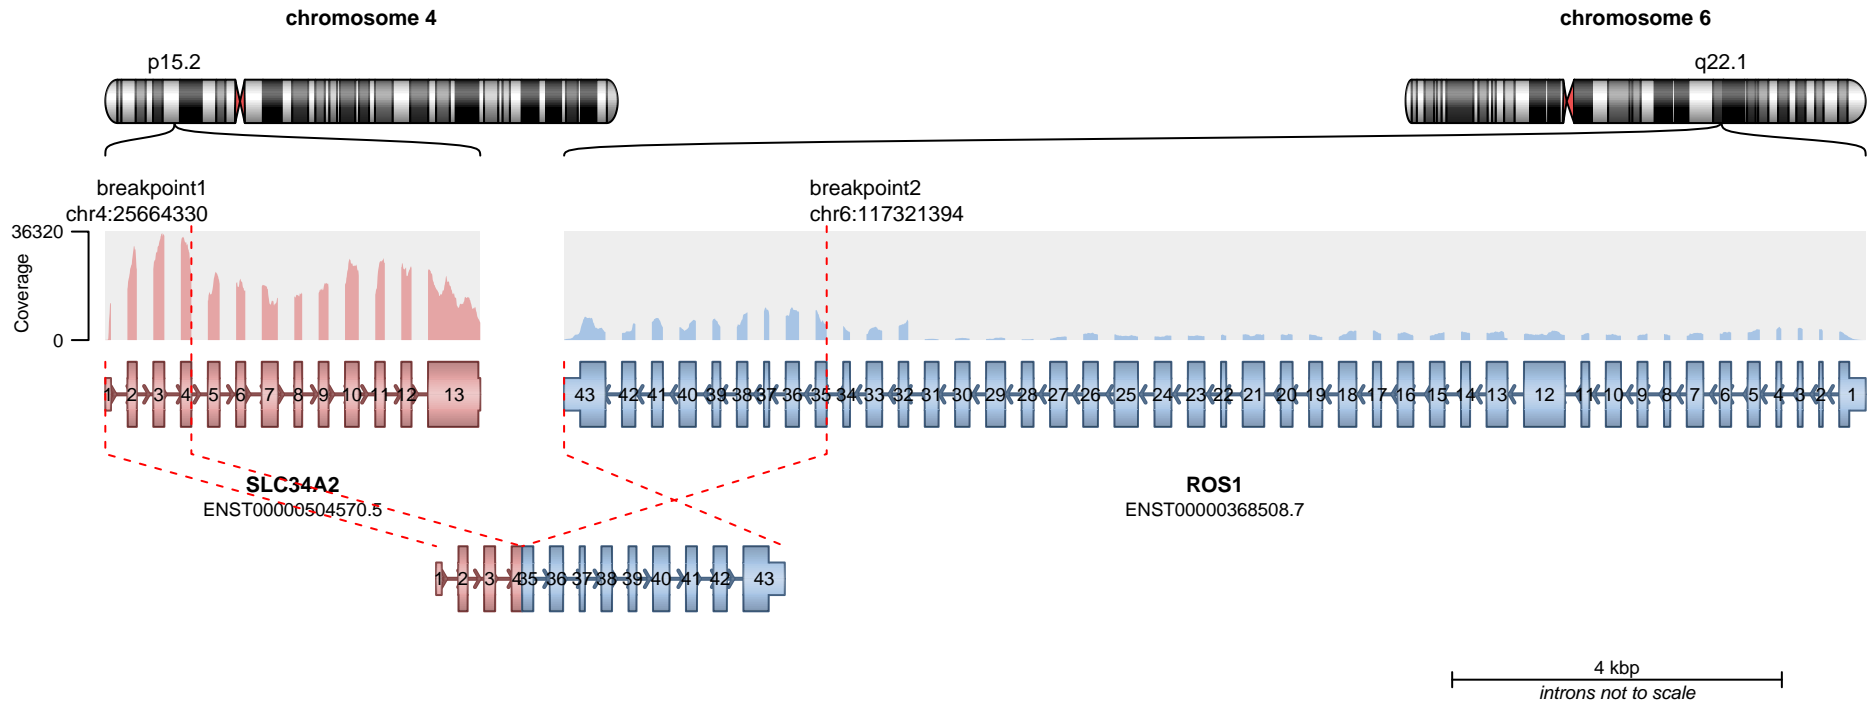 chromosome 4
chromosome 6
p15.2
q22.1
breakpoint1
chr4:25664330
breakpoint2
chr6:117321394
36320
Coverage
0
1 2 3 4 5 6 7 8 9 10 11 12 13
43 42 41 40 39 38 37 36 35 34 33 32 31 30 29 28 27 26 25 24 23 22 21 20 19 18 17 16 15 14 13 12 11 10 9 8 7 6 5 4 3 2 1
SLC34A2
ENST00000504570.5
ROS1
ENST00000368508.7
1 2 3 4 35 36 37 38 39 40 41 42 43
4 kbp
introns not to scale